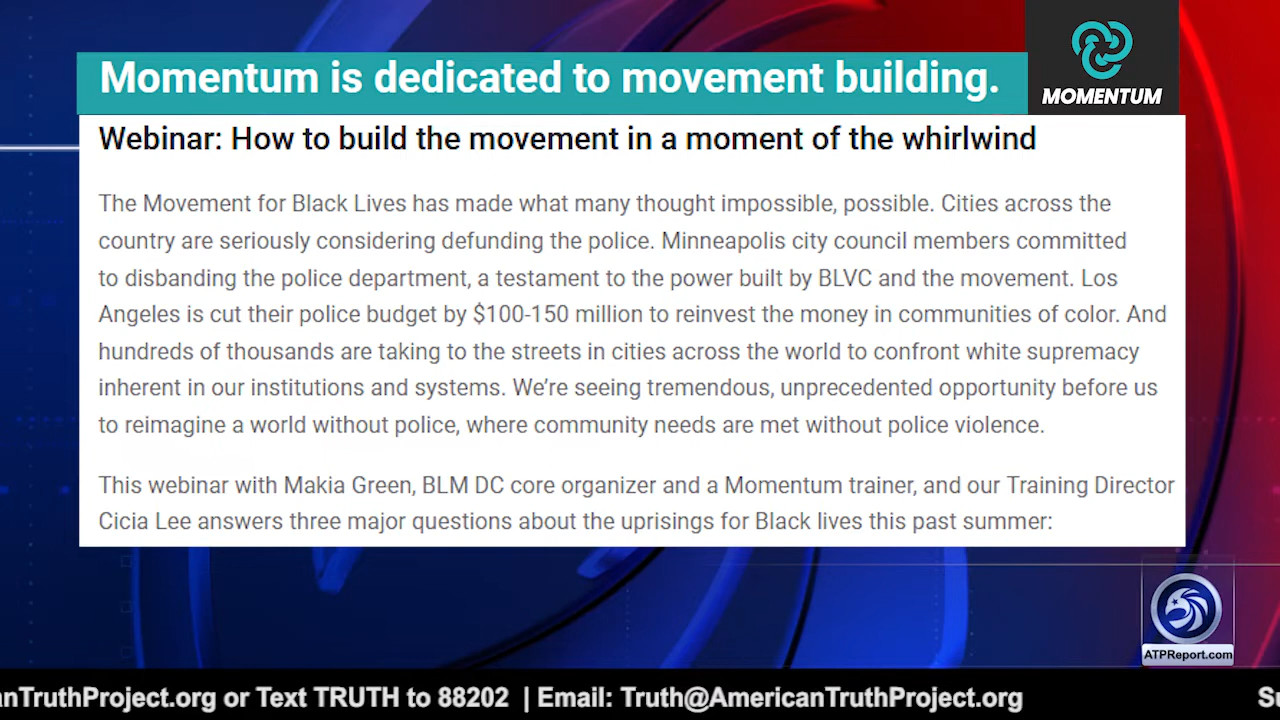 Momentum is dedicated to movement building.
MOMENTUM
Webinar: How to build the movement in a moment of the whirlwind
The Movement for Black Lives has made what many thought impossible, possible. Cities across the
country are seriously considering defunding the police. Minneapolis city council members committed
to disbanding the police department, a testament to the power built by BLVC and the movement. Los
Angeles is cut their police budget by $100-150 million to reinvest the money in communities of color. And
hundreds of thousands are taking to the streets in cities across the world to confront white supremacy
inherent in our institutions and systems. We’re seeing tremendous, unprecedented opportunity before us
to reimagine a world without police, where community needs are met without police violence.
This webinar with Makia Green, BLM DC core organizer and a Momentum trainer, and our Training Director
Cicia Lee answers three major questions about the uprisings for Black lives this past summer:
ATPReport.com
anTruthProject.org or Text TRUTH to 88202 | Email: Truth@AmericanTruthProject.org